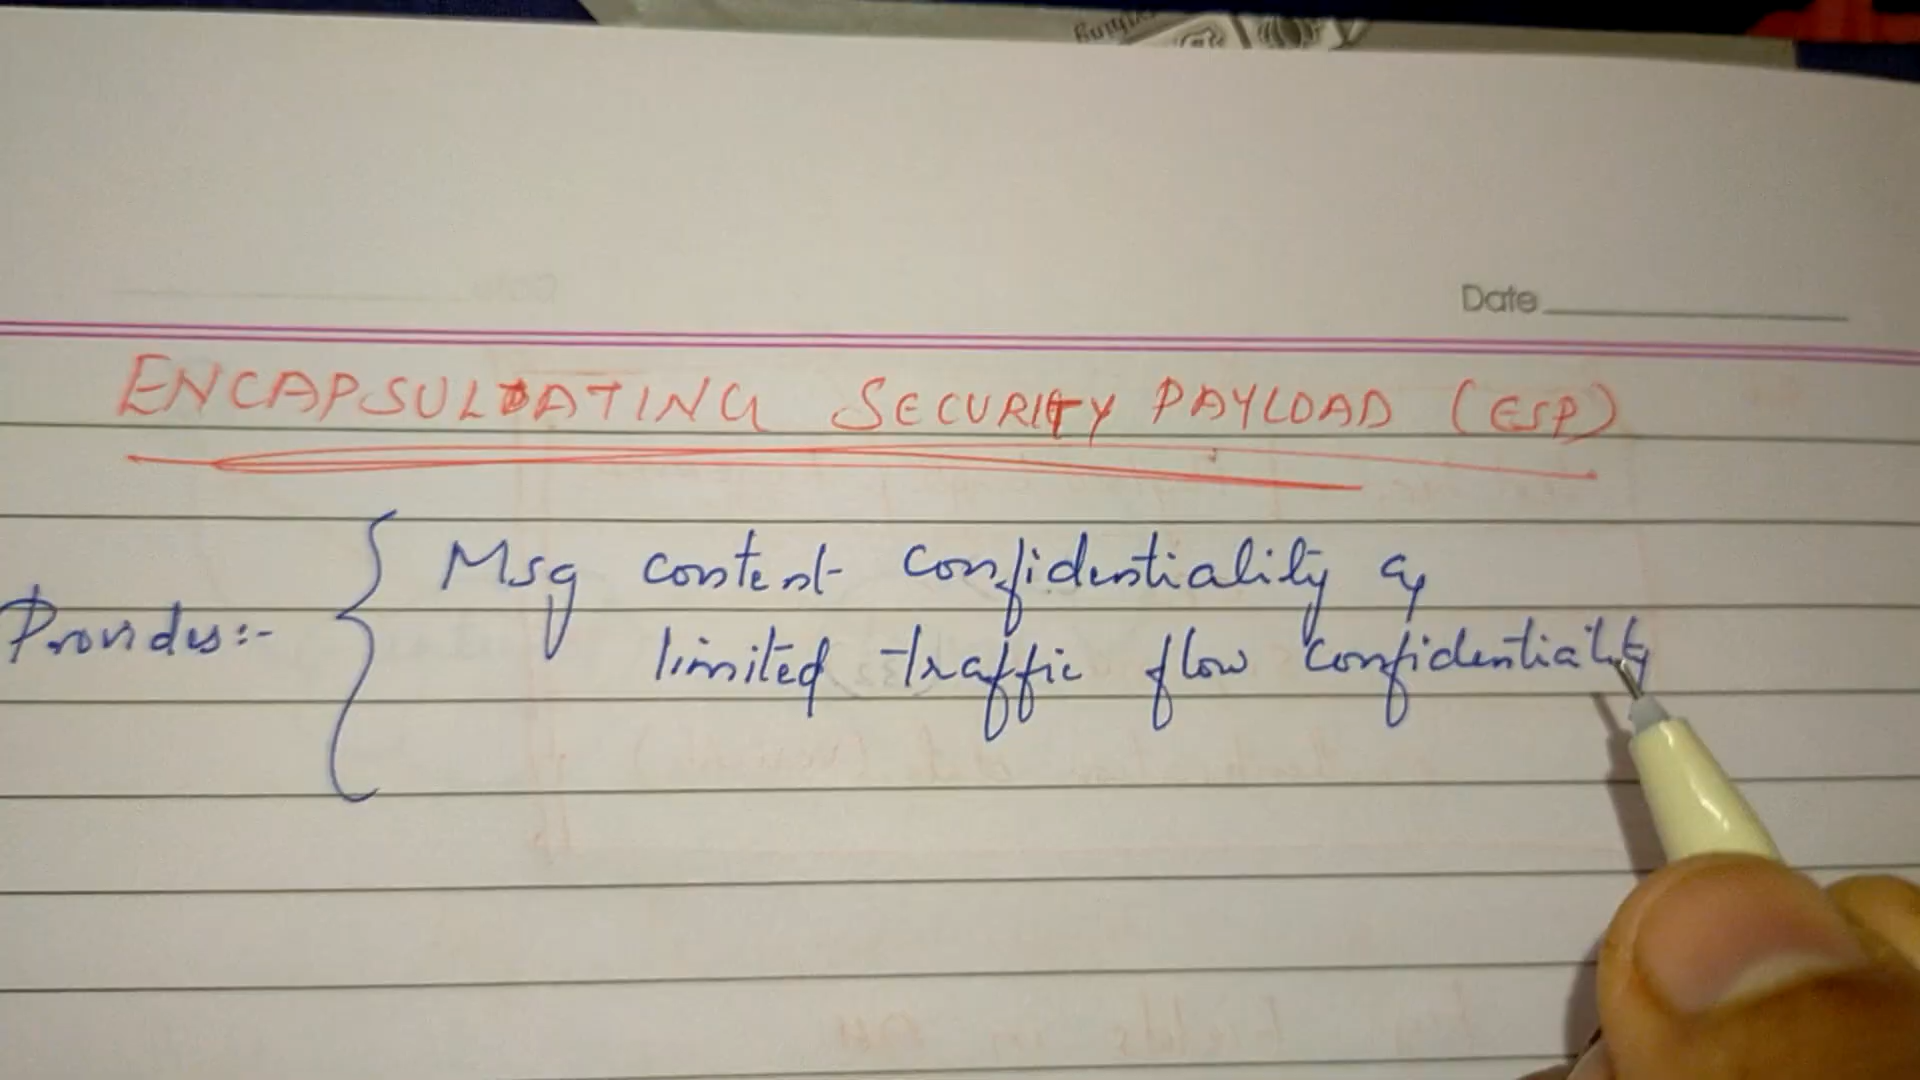 Date
ENCAPSULATING SECURITY PAYLOAD (ESP)
Provides:- Msg content confidentiality &
limited traffic flow confidentiality